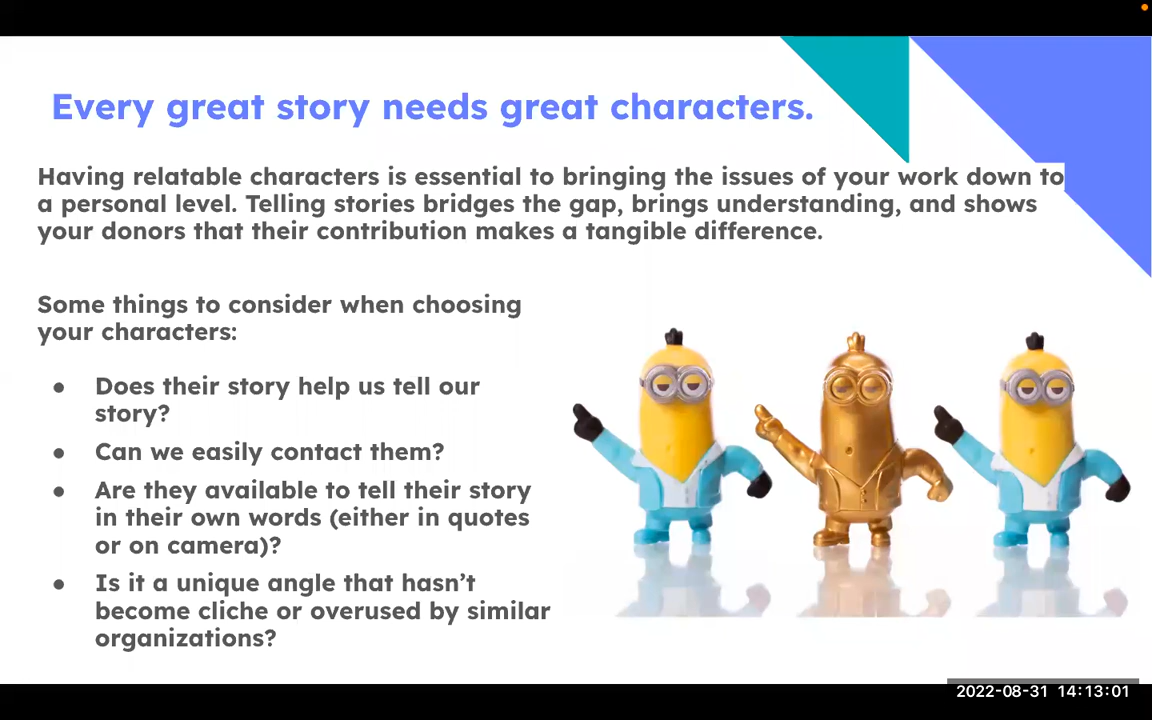 Every great story needs great characters.
Having relatable characters is essential to bringing the issues of your work down to
a personal level. Telling stories bridges the gap, brings understanding, and shows
your donors that their contribution makes a tangible difference.
Some things to consider when choosing
your characters:
● Does their story help us tell our
story?
● Can we easily contact them?
● Are they available to tell their story
in their own words (either in quotes
or on camera)?
● Is it a unique angle that hasn’t
become cliche or overused by similar
organizations?
2022-08-31 14:13:01